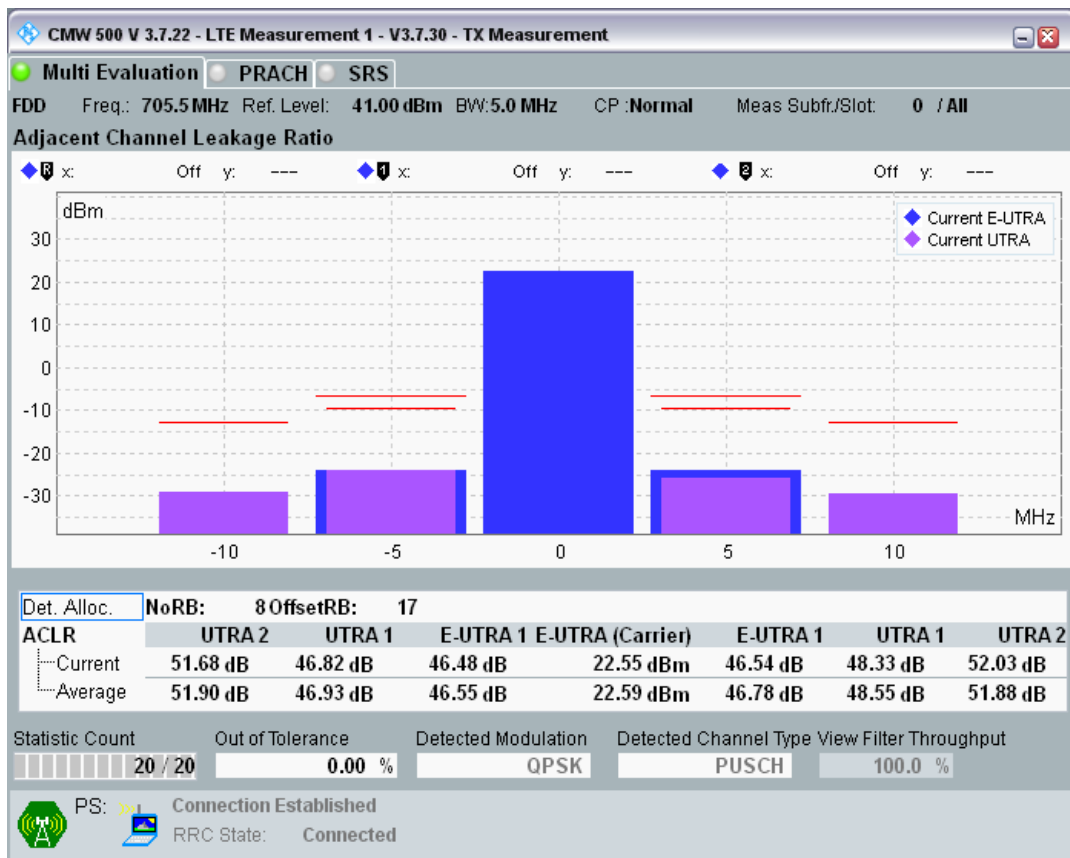 CMW 500 V 3.7.22 - LTE Measurement 1 - V3.7.30 - TX Measurement
Multi Evaluation PRACH SRS
FDD Freq.: 705.5 MHz Ref. Level: 41.00 dBm BW:5.0 MHz CP :Normal Meas Subfr./Slot: 0 / All
Adjacent Channel Leakage Ratio
R x: Off y: --- 1 x: Off y: --- 2 x: Off y: ---
dBm
Current E-UTRA
Current UTRA
30
20
10
0
-10
-20
-30
MHz
-10 -5 0 5 10
Det. Alloc. NoRB: 8 OffsetRB: 17
ACLR UTRA 2 UTRA 1 E-UTRA 1 E-UTRA (Carrier) E-UTRA 1 UTRA 1 UTRA 2
Current 51.68 dB 46.82 dB 46.48 dB 22.55 dBm 46.54 dB 48.33 dB 52.03 dB
Average 51.90 dB 46.93 dB 46.55 dB 22.59 dBm 46.78 dB 48.55 dB 51.88 dB
Statistic Count Out of Tolerance Detected Modulation Detected Channel Type View Filter Throughput
20 / 20 0.00 % QPSK PUSCH 100.0 %
PS: Connection Established
RRC State: Connected